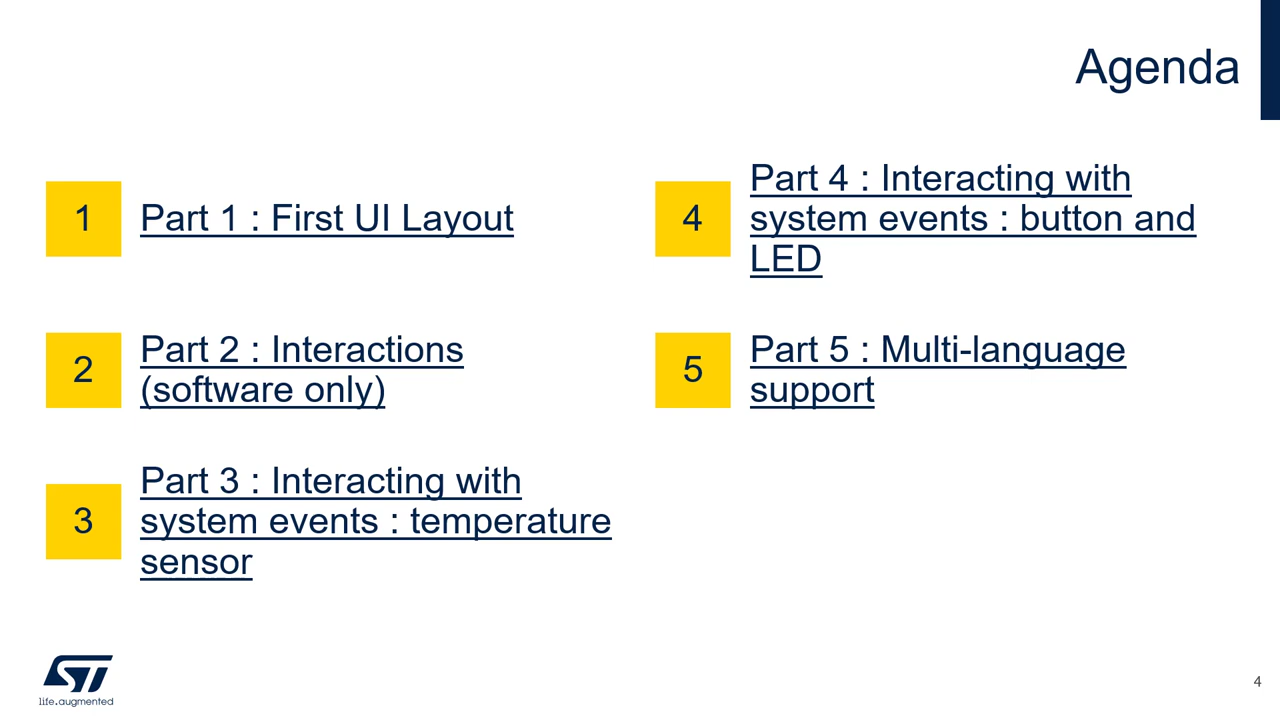 Agenda
1
Part 1 : First UI Layout
2
Part 2 : Interactions
(software only)
3
Part 3 : Interacting with
system events : temperature
sensor
4
Part 4 : Interacting with
system events : button and
LED
5
Part 5 : Multi-language
support
ST
life.augmented
4